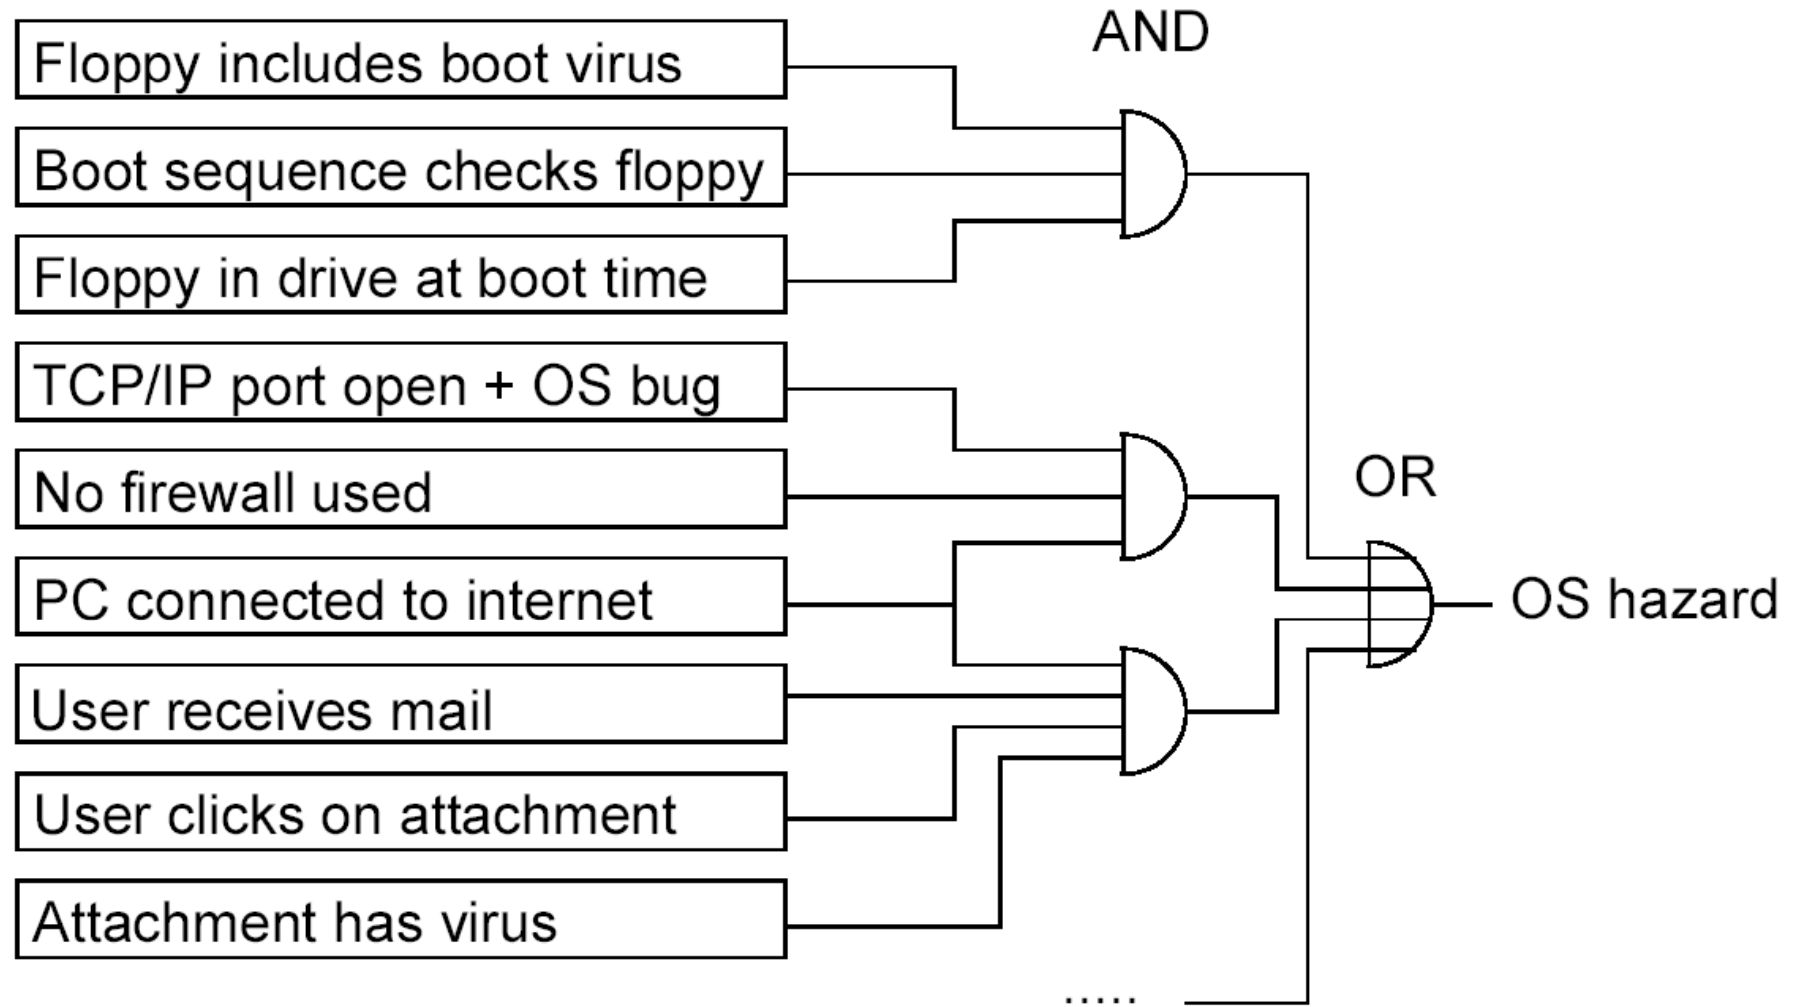 AND
Floppy includes boot virus
Boot sequence checks floppy
Floppy in drive at boot time
TCP/IP port open + OS bug
No firewall used
OR
PC connected to internet
OS hazard
User receives mail
User clicks on attachment
Attachment has virus
.....